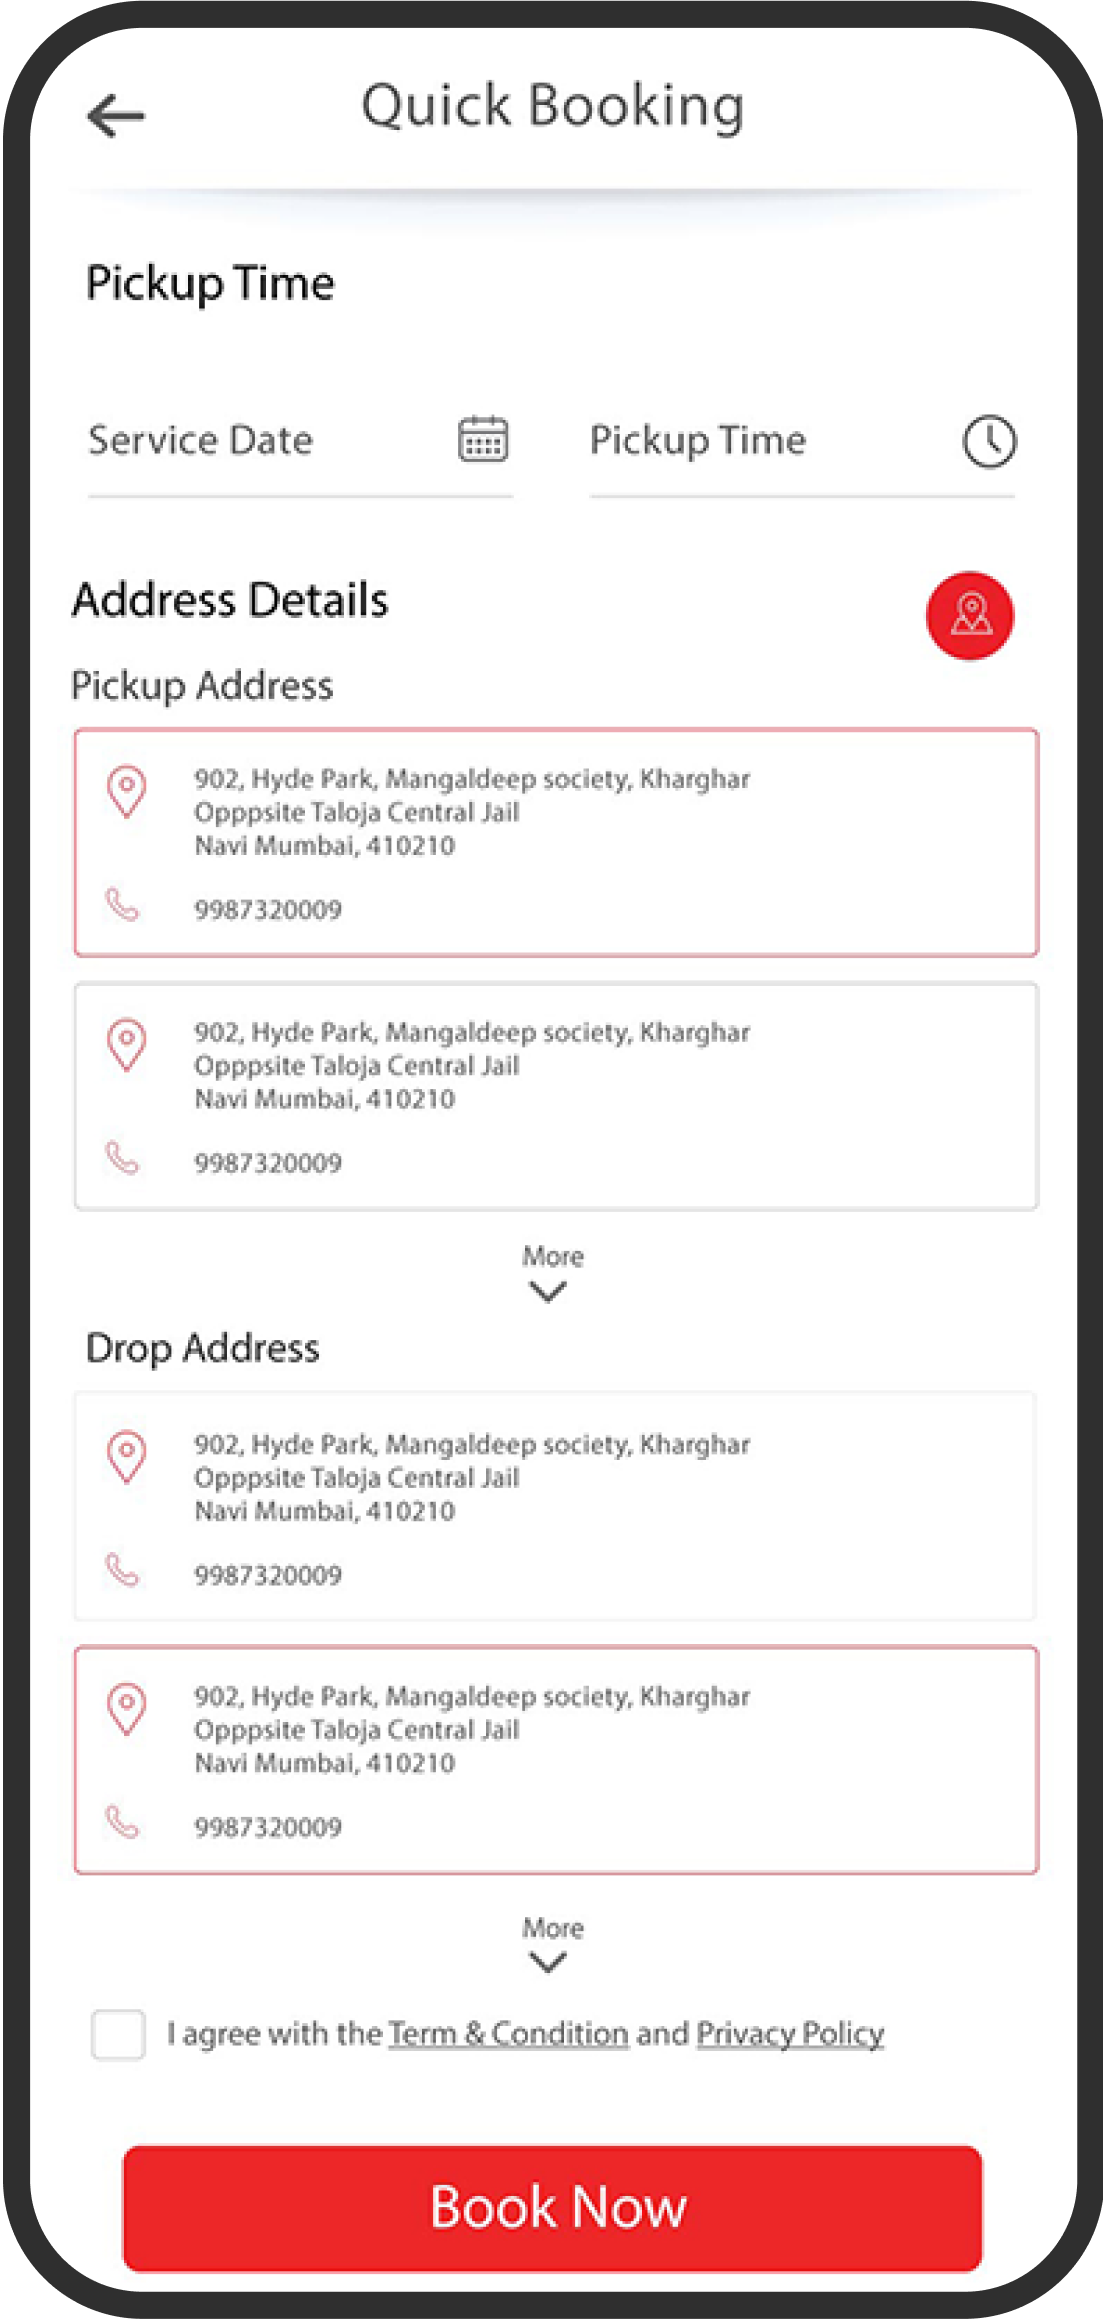 Quick Booking
Pickup Time
Service Date
Pickup Time
Address Details
Pickup Address
902, Hyde Park, Mangaldeep society, Kharghar
Opppsite Taloja Central Jail
Navi Mumbai, 410210
9987320009
902, Hyde Park, Mangaldeep society, Kharghar
Opppsite Taloja Central Jail
Navi Mumbai, 410210
9987320009
More
Drop Address
902, Hyde Park, Mangaldeep society, Kharghar
Opppsite Taloja Central Jail
Navi Mumbai, 410210
9987320009
902, Hyde Park, Mangaldeep society, Kharghar
Opppsite Taloja Central Jail
Navi Mumbai, 410210
9987320009
More
I agree with the Term & Condition and Privacy Policy
Book Now